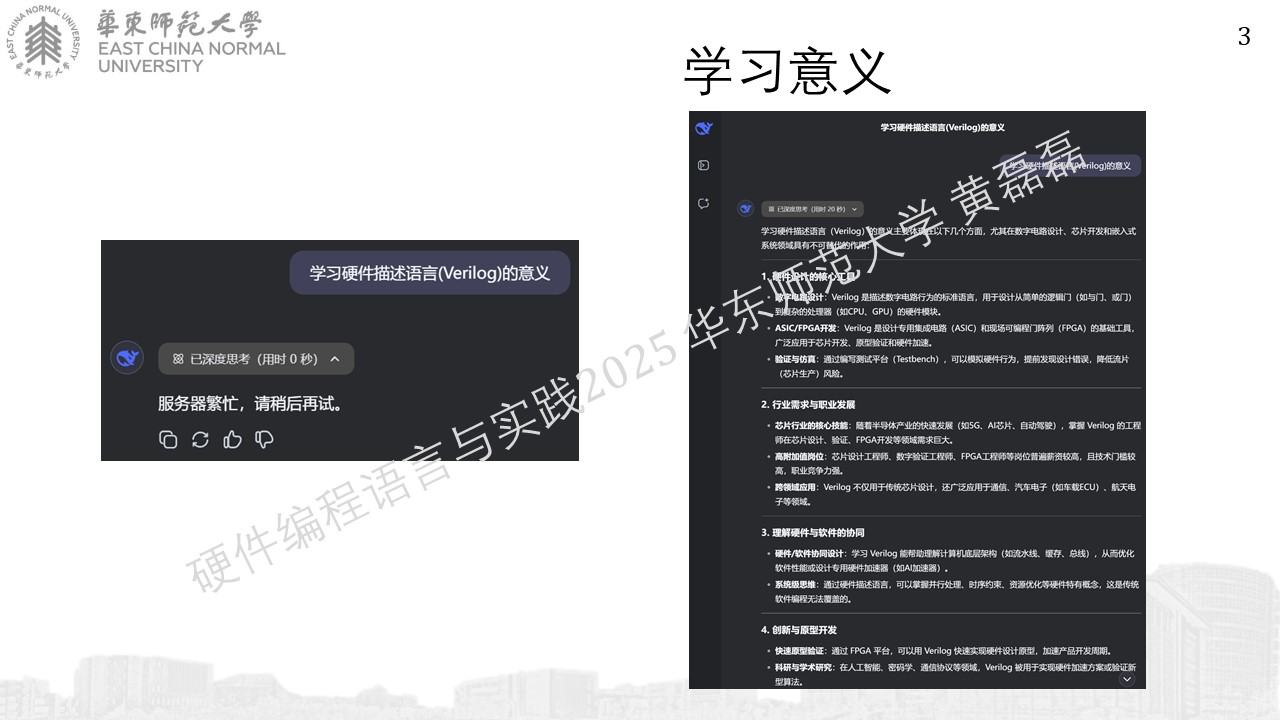 華東師範大學
EAST CHINA NORMAL
UNIVERSITY
EAST CHINA NORMAL UNIVERSITY
華東师范大学
3
学习意义
学习硬件描述语言(Verilog)的意义
已深度思考（用时 0 秒）
服务器繁忙，请稍后再试。
学习硬件描述语言(Verilog)的意义
学习硬件描述语言(Verilog)的意义
已深度思考（用时 20 秒）
学习硬件描述语言（Verilog）的意义主要体现在以下几个方面，尤其在数字电路设计、芯片开发和嵌入式
系统领域具有不可替代的作用：
1. 硬件设计的核心工具
• 数字电路设计：Verilog 是描述数字电路行为的标准语言，用于设计从简单的逻辑门（如与门、或门）
到复杂的处理器（如CPU、GPU）的硬件模块。
• ASIC/FPGA开发：Verilog 是设计专用集成电路（ASIC）和现场可编程门阵列（FPGA）的基础工具，
广泛应用于芯片开发、原型验证和硬件加速。
• 验证与仿真：通过编写测试平台（Testbench），可以模拟硬件行为，提前发现设计错误，降低流片
（芯片生产）风险。
2. 行业需求与职业发展
• 芯片行业的核心技能：随着半导体产业的快速发展（如5G、AI芯片、自动驾驶），掌握 Verilog 的工程
师在芯片设计、验证、FPGA开发等领域需求巨大。
• 高附加值岗位：芯片设计工程师、数字验证工程师、FPGA工程师等岗位普遍薪资较高，且技术门槛较
高，职业竞争力强。
• 跨领域应用：Verilog 不仅用于传统芯片设计，还广泛应用于通信、汽车电子（如车载ECU）、航天电
子等领域。
3. 理解硬件与软件的协同
• 硬件/软件协同设计：学习 Verilog 能帮助理解计算机底层架构（如流水线、缓存、总线），从而优化
软件性能或设计专用硬件加速器（如AI加速器）。
• 系统级思维：通过硬件描述语言，可以掌握并行处理、时序约束、资源优化等硬件特有概念，这是传统
软件编程无法覆盖的。
4. 创新与原型开发
• 快速原型验证：通过 FPGA 平台，可以用 Verilog 快速实现硬件设计原型，加速产品开发周期。
• 科研与学术研究：在人工智能、密码学、通信协议等领域，Verilog 被用于实现硬件加速方案或验证新
型算法。
硬件编程语言与实践2025 华东师范大学 黄磊磊